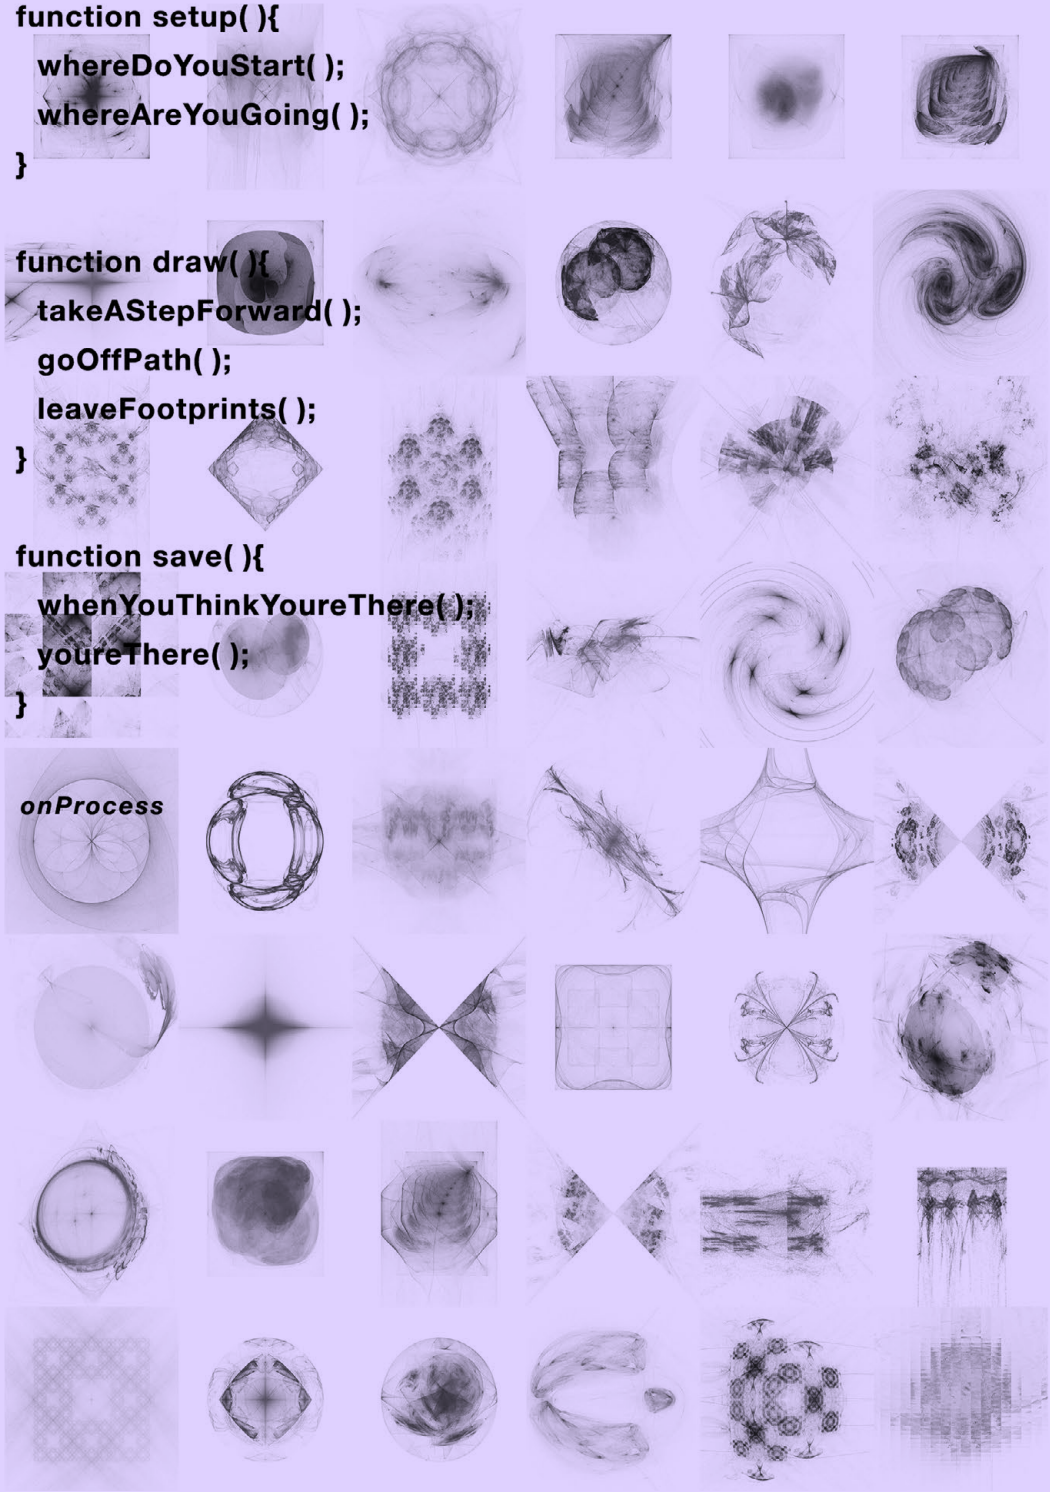 function setup( ){
whereDoYouStart( );
whereAreYouGoing( );
}
function draw( ){
takeAStepForward( );
goOffPath( );
leaveFootprints( );
}
function save( ){
whenYouThinkYoureThere( );
youreThere( );
}
onProcess